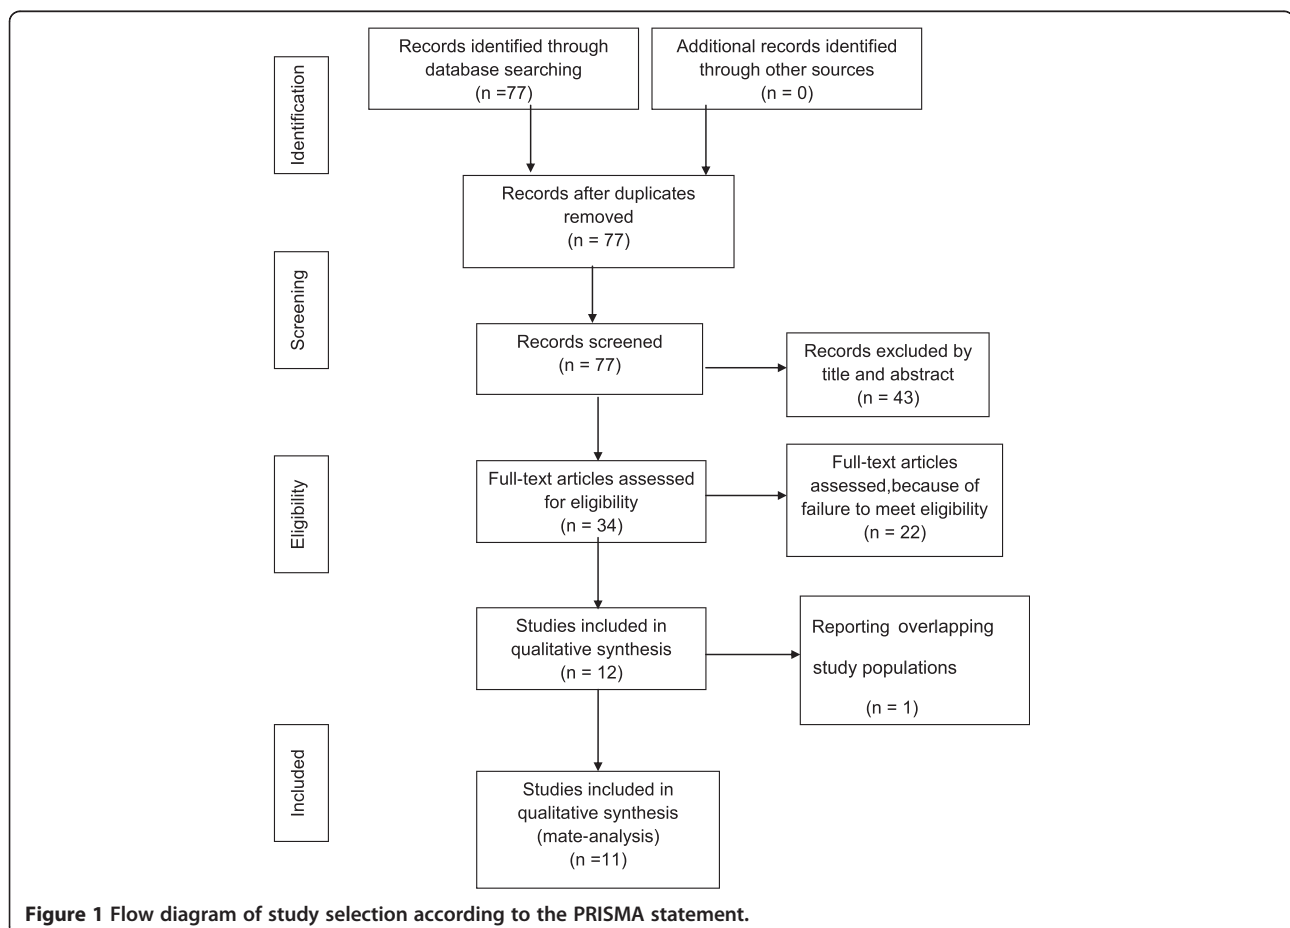 Identification
Records identified through
database searching
(n =77)
Additional records identified
through other sources
(n = 0)
Records after duplicates
removed
(n = 77)
Screening
Records screened
(n = 77)
Records excluded by
title and abstract
(n = 43)
Eligibility
Full-text articles assessed
for eligibility
(n = 34)
Full-text articles
assessed,because of
failure to meet eligibility
(n = 22)
Studies included in
qualitative synthesis
(n = 12)
Reporting overlapping
study populations
(n = 1)
Included
Studies included in
qualitative synthesis
(mate-analysis)
(n =11)
Figure 1 Flow diagram of study selection according to the PRISMA statement.